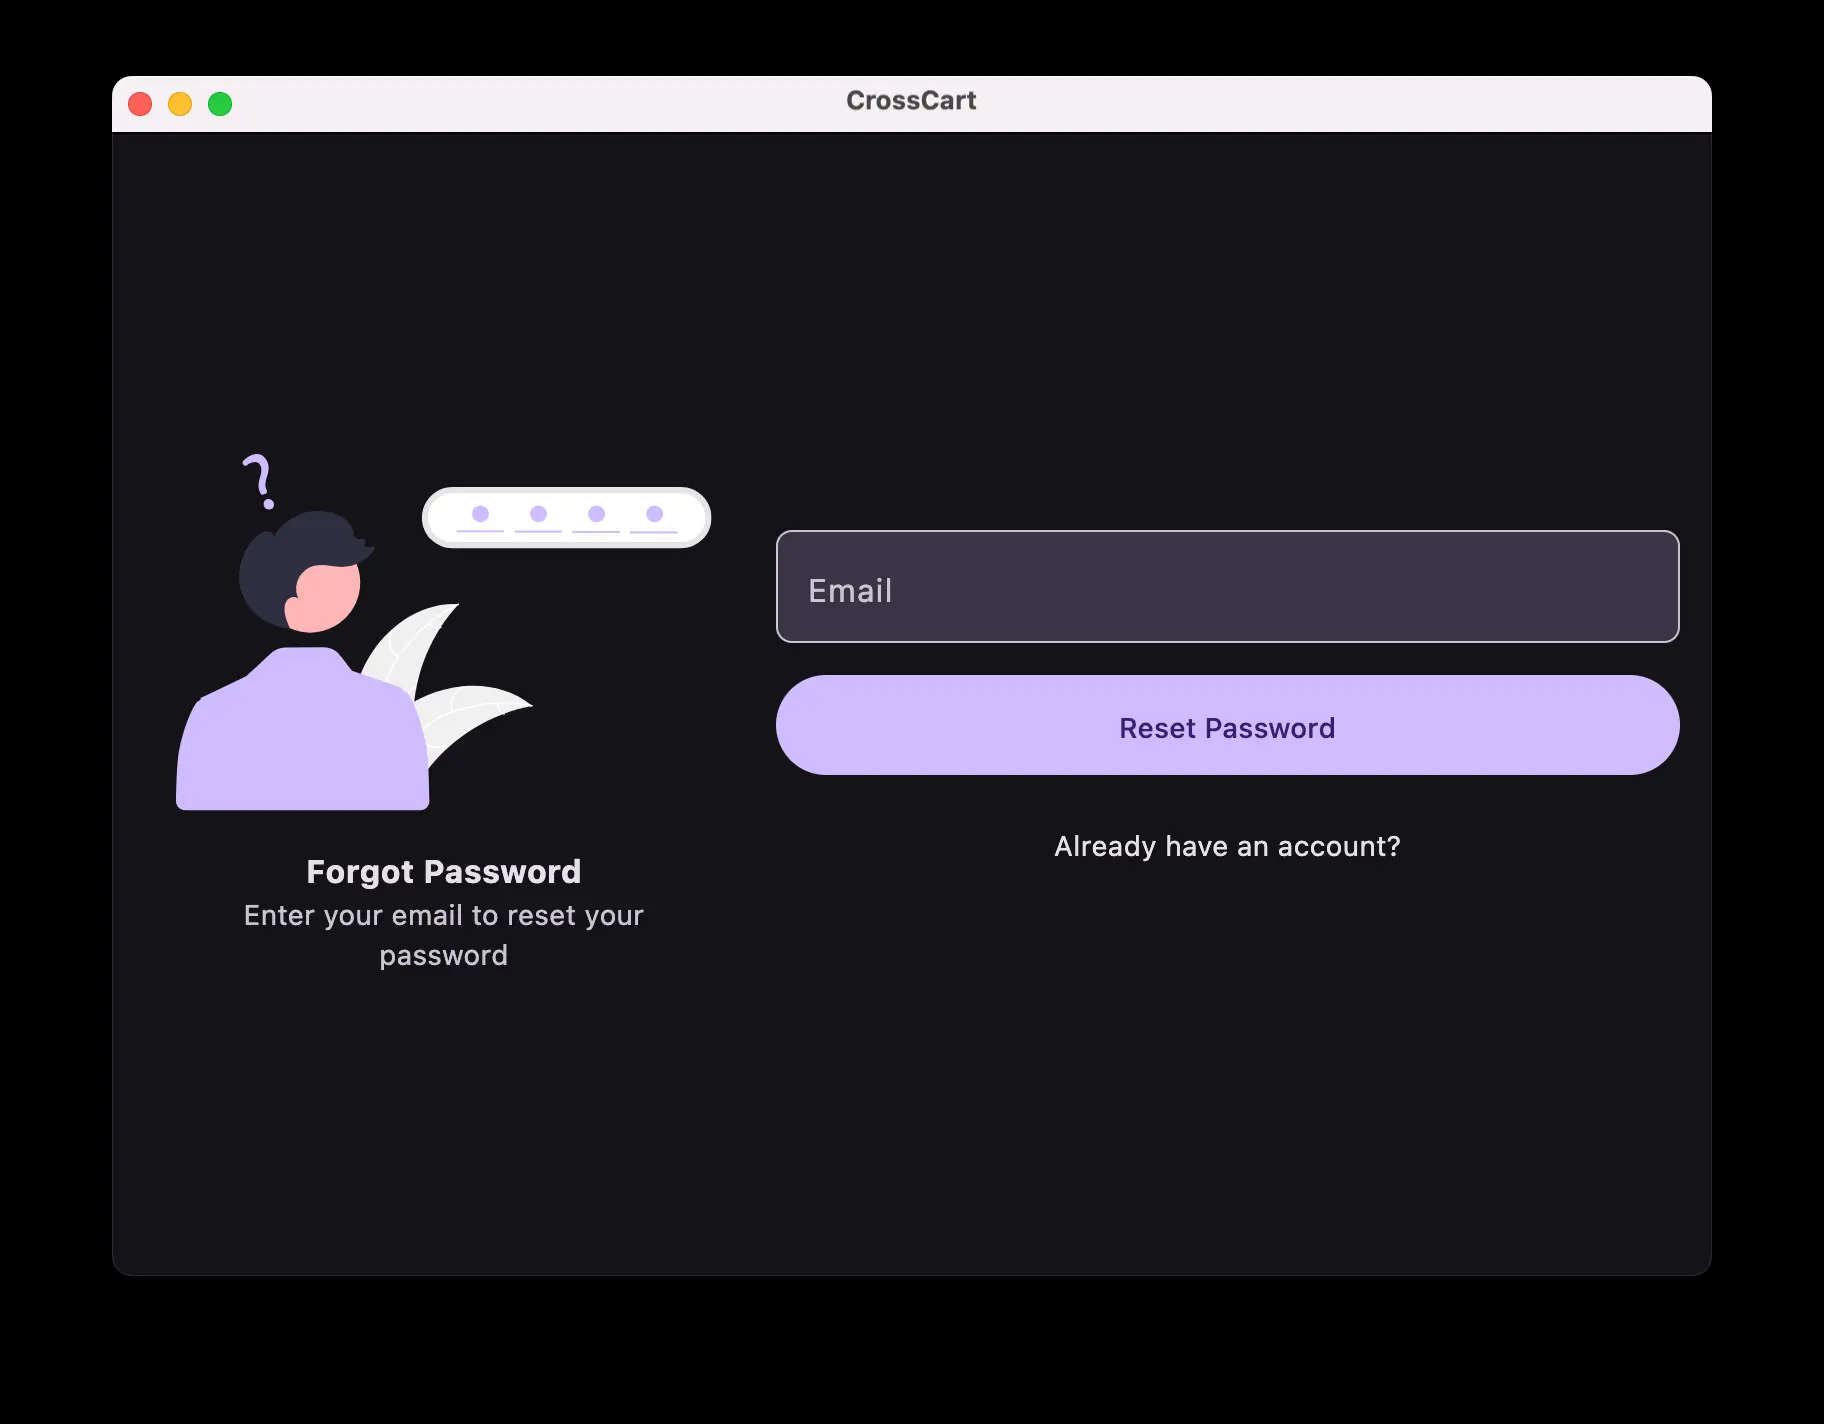 CrossCart
?
Forgot Password
Enter your email to reset your
password
Email
Reset Password
Already have an account?